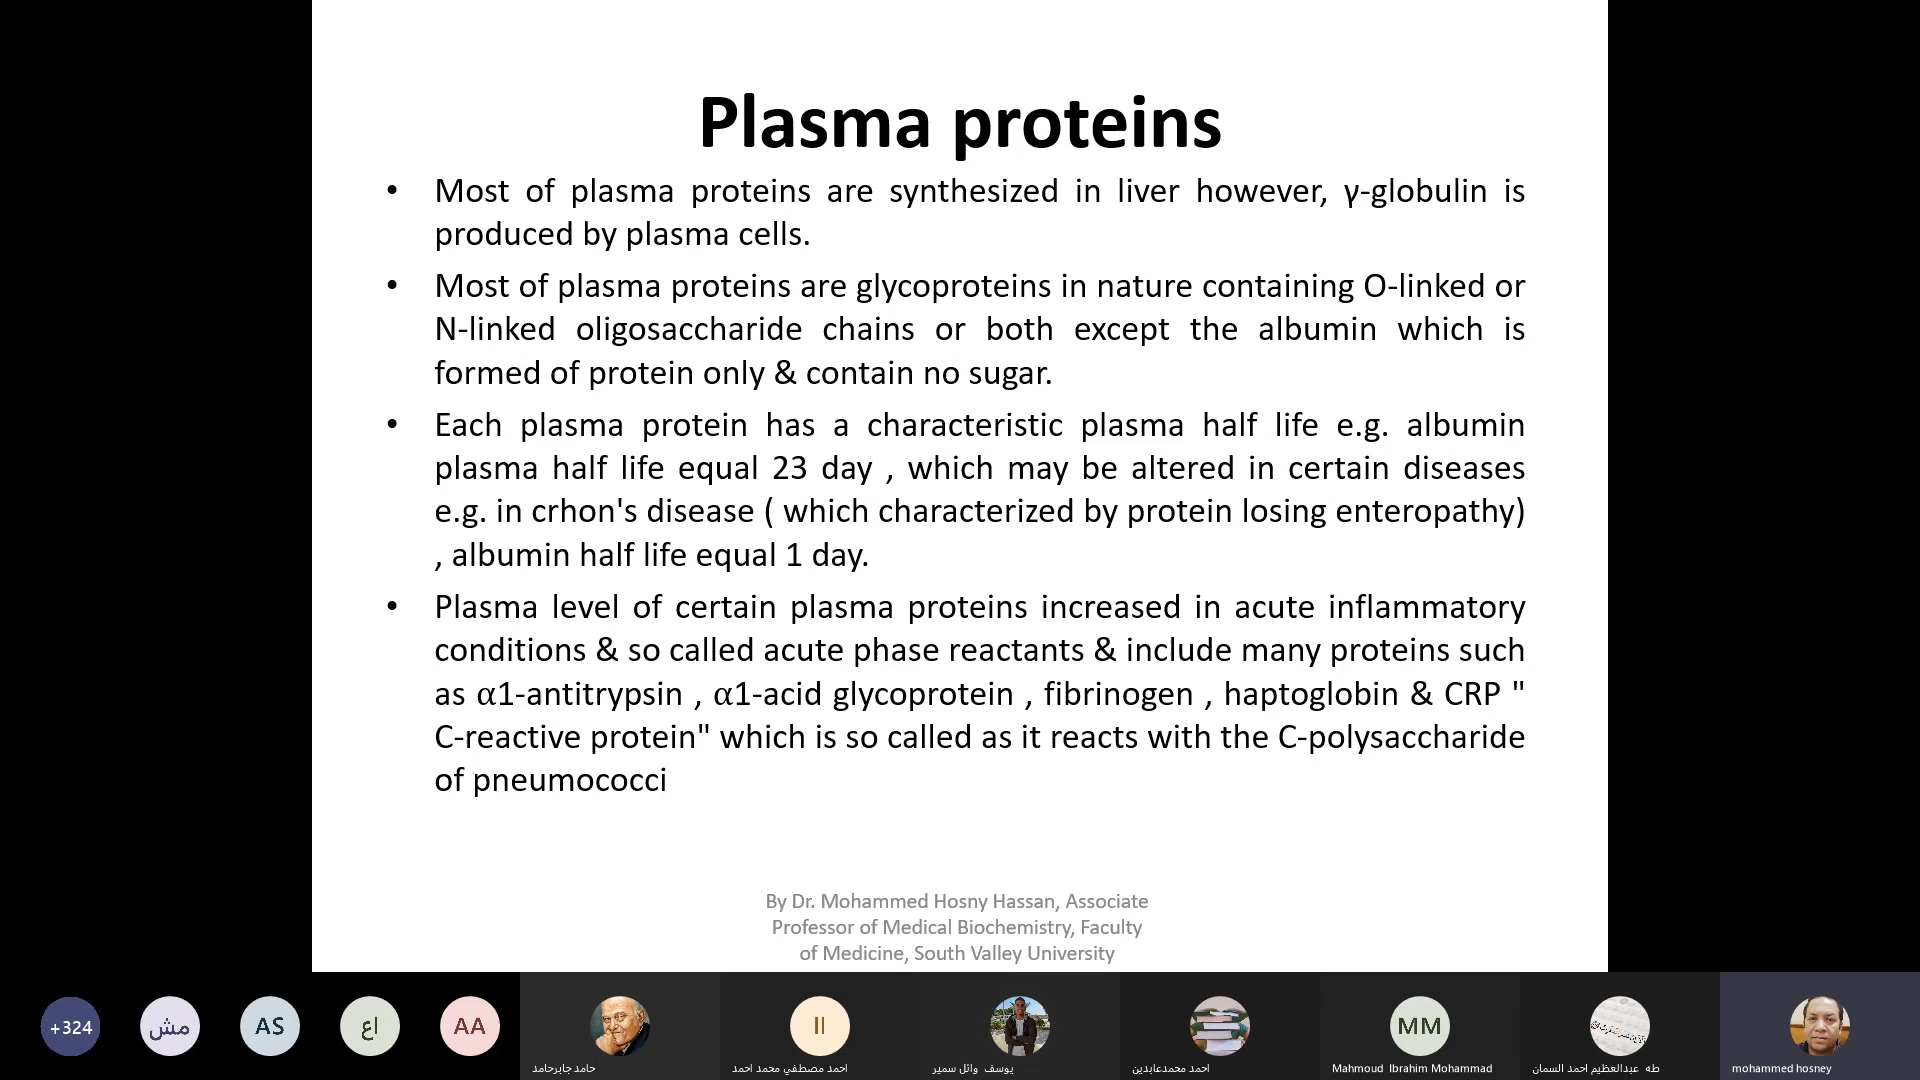 Plasma proteins
• Most of plasma proteins are synthesized in liver however, γ-globulin is
produced by plasma cells.
• Most of plasma proteins are glycoproteins in nature containing O-linked or
N-linked oligosaccharide chains or both except the albumin which is
formed of protein only & contain no sugar.
• Each plasma protein has a characteristic plasma half life e.g. albumin
plasma half life equal 23 day , which may be altered in certain diseases
e.g. in crhon's disease ( which characterized by protein losing enteropathy)
, albumin half life equal 1 day.
• Plasma level of certain plasma proteins increased in acute inflammatory
conditions & so called acute phase reactants & include many proteins such
as α1-antitrypsin , α1-acid glycoprotein , fibrinogen , haptoglobin & CRP "
C-reactive protein" which is so called as it reacts with the C-polysaccharide
of pneumococci
By Dr. Mohammed Hosny Hassan, Associate
Professor of Medical Biochemistry, Faculty
of Medicine, South Valley University
+324
مش
AS
اع
AA
حامد جابرحامد
II
احمد مصطفي محمد احمد
يوسف وائل سمير
احمد محمدعابدين
MM
Mahmoud Ibrahim Mohammad
طه عبدالعظيم احمد السمان
mohammed hosney